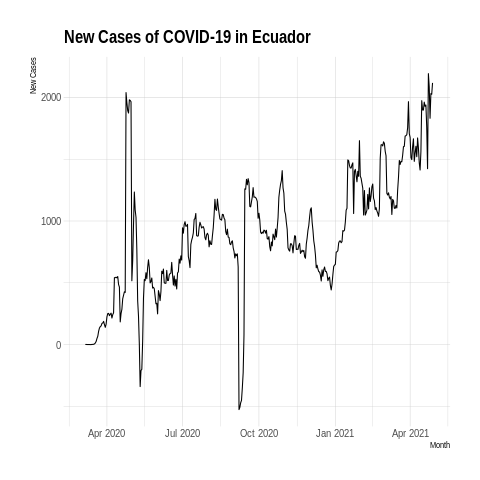 New Cases of COVID-19 in Ecuador
New Cases
2000
1000
0
Apr 2020 Jul 2020 Oct 2020 Jan 2021 Apr 2021
Month